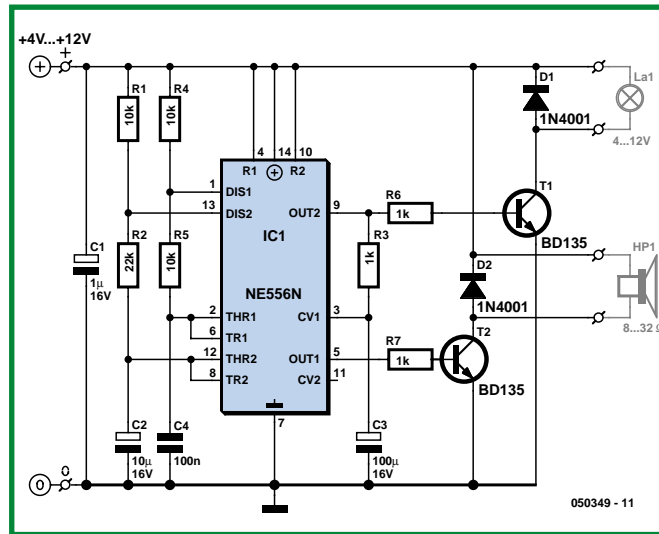 +4V...+12V
+
R1
10k
R4
10k
D1
1N4001
La1
4...12V
4
14
10
R1
R2
1
DIS1
13
DIS2
OUT2
9
R6
1k
T1
BD135
IC1
R3
1k
C1
1µ
16V
R2
22k
R5
10k
NE556N
D2
1N4001
HP1
8...32 Ω
2
THR1
CV1
3
6
TR1
12
THR2
OUT1
5
R7
1k
T2
BD135
8
TR2
CV2
11
7
C2
10µ
16V
C4
100n
C3
100µ
16V
0
0
050349 - 11